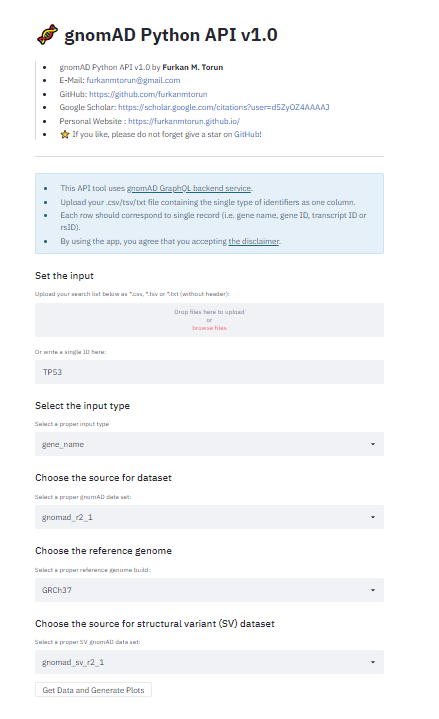 gnomAD Python API v1.0
gnomAD Python API v1.0 by Furkan M. Torun
E-Mail: furkanmtorun@gmail.com
GitHub: https://github.com/furkanmtorun
Google Scholar: https://scholar.google.com/citations?user=d5ZyOZ4AAAAJ
Personal Website : https://furkanmtorun.github.io/
⭐ If you like, please do not forget give a star on GitHub!
This API tool uses gnomAD GraphQL backend service.
Upload your .csv/tsv/txt file containing the single type of identifiers as one column.
Each row should correspond to single record (i.e. gene name, gene ID, transcript ID or
rsID).
By using the app, you agree that you accepting the disclaimer.
Set the input
Upload your search list below as *.csv, *.tsv or *.txt (without header):
Drop files here to upload
or
browse files
Or write a single ID here:
TP53
Select the input type
Select a proper input type
gene_name
Choose the source for dataset
Select a proper gnomAD data set:
gnomad_r2_1
Choose the reference genome
Select a proper reference genome build:
GRCh37
Choose the source for structural variant (SV) dataset
Select a proper SV_gnomAD data set:
gnomad_sv_r2_1
Get Data and Generate Plots